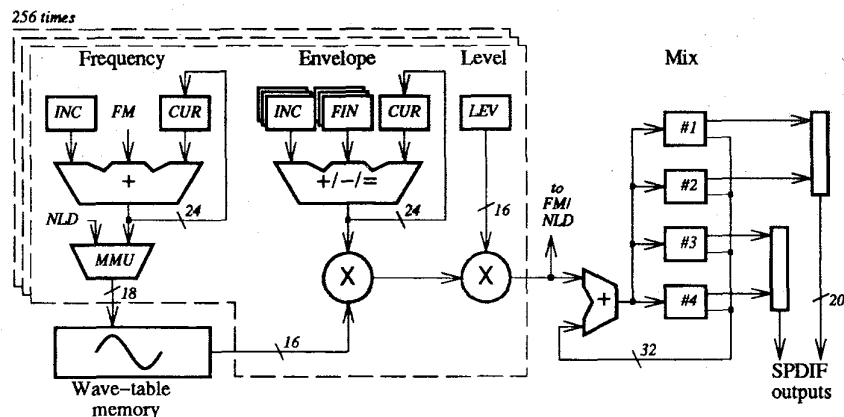 256 times
Frequency
Envelope
Level
Mix
INC
FM
CUR
INC
FIN
CUR
LEV
#1
+
+/−/=
#2
to
FM/
NLD
NLD
24
24
16
#3
MMU
X
X
+
#4
18
20
16
32
Wave−table
memory
SPDIF
outputs